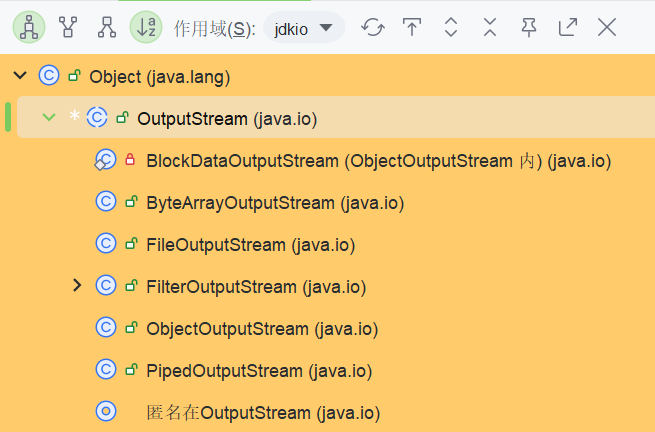 作用域(S): jdkio
Object (java.lang)
OutputStream (java.io)
BlockDataOutputStream (ObjectOutputStream 内) (java.io)
ByteArrayOutputStream (java.io)
FileOutputStream (java.io)
FilterOutputStream (java.io)
ObjectOutputStream (java.io)
PipedOutputStream (java.io)
匿名在OutputStream (java.io)